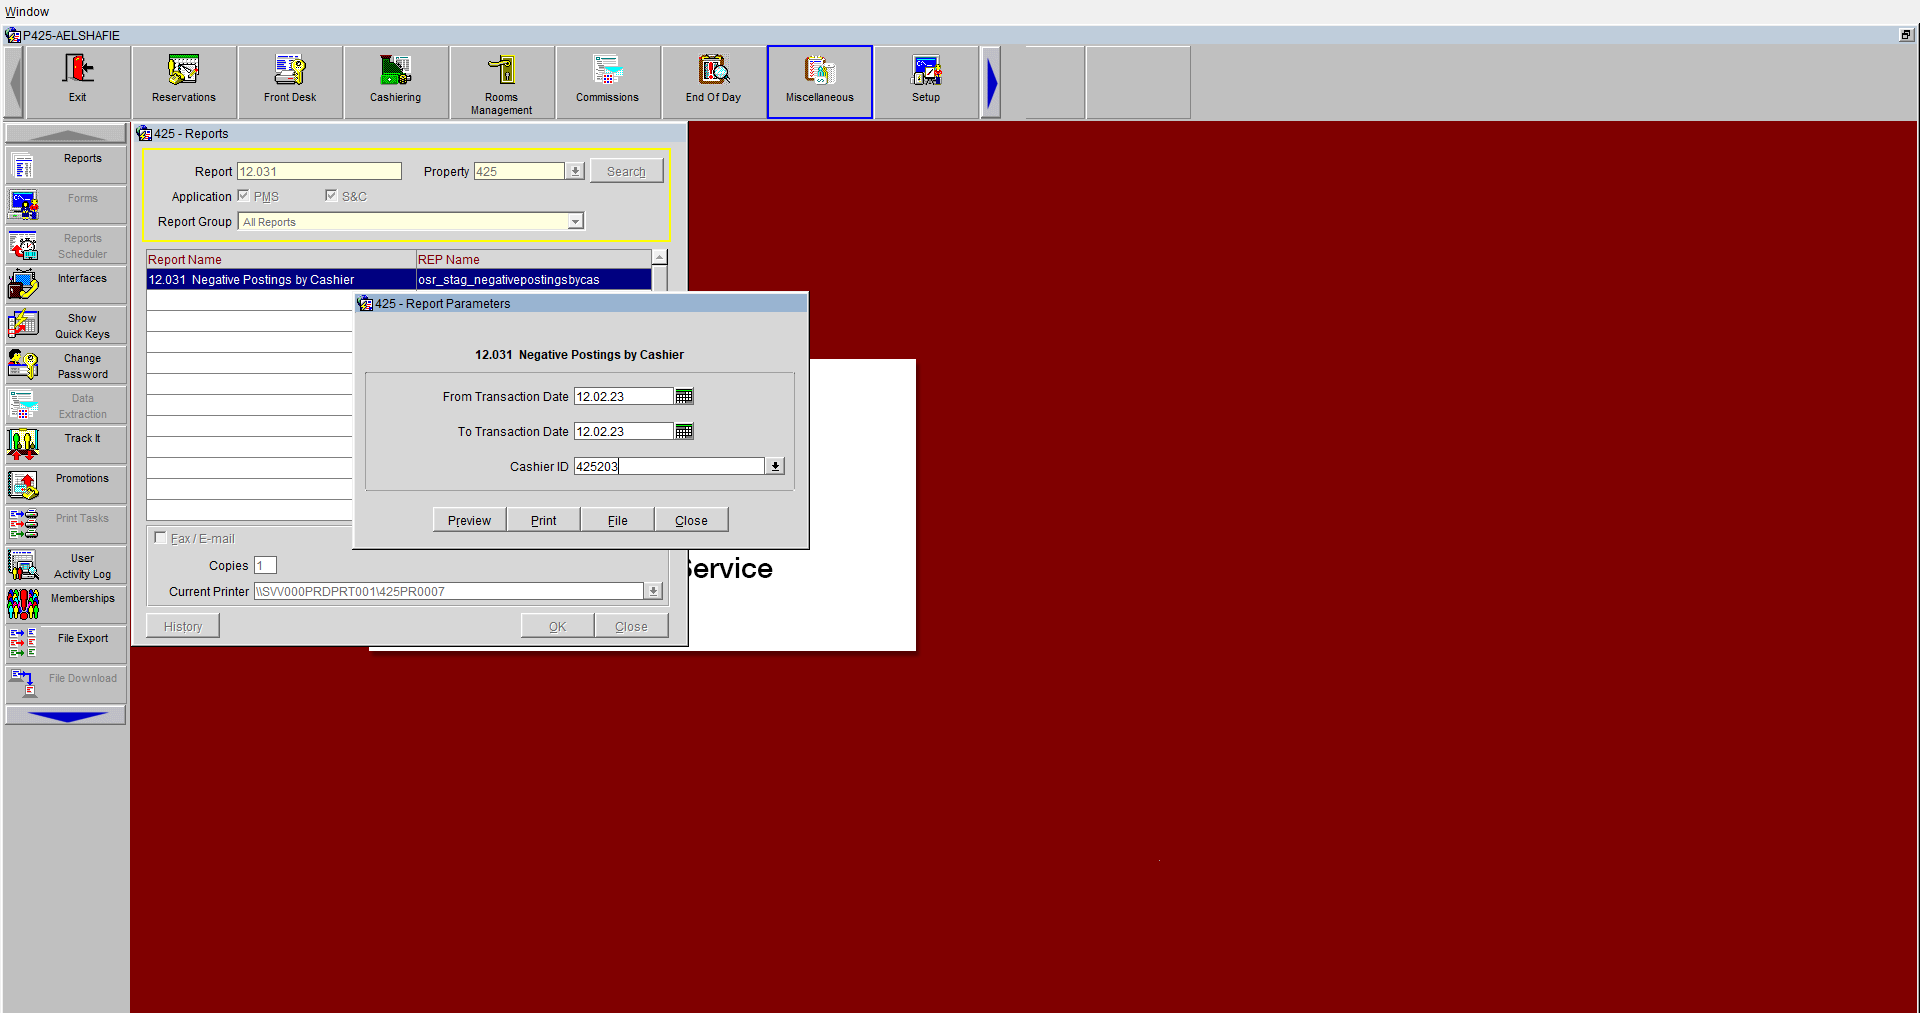 Window
P425-AELSHAFIE
Exit
Reservations
Front Desk
Cashiering
Rooms
Management
Commissions
End Of Day
Miscellaneous
Setup
Reports
Forms
Reports
Scheduler
Interfaces
Show
Quick Keys
Change
Password
Data
Extraction
Track It
Promotions
Print Tasks
User
Activity Log
Memberships
File Export
File Download
425 - Reports
Report 12.031 Property 425 Search
Application PMS S&C
Report Group All Reports
Report Name REP Name
12.031 Negative Postings by Cashier osr_stag_negativepostingsbycas
425 - Report Parameters
12.031 Negative Postings by Cashier
From Transaction Date 12.02.23
To Transaction Date 12.02.23
Cashier ID 425203
Preview Print File Close
Fax / E-mail
Copies 1
Current Printer \\SVV000PRDPRT001\425PR0007
History OK Close
Service